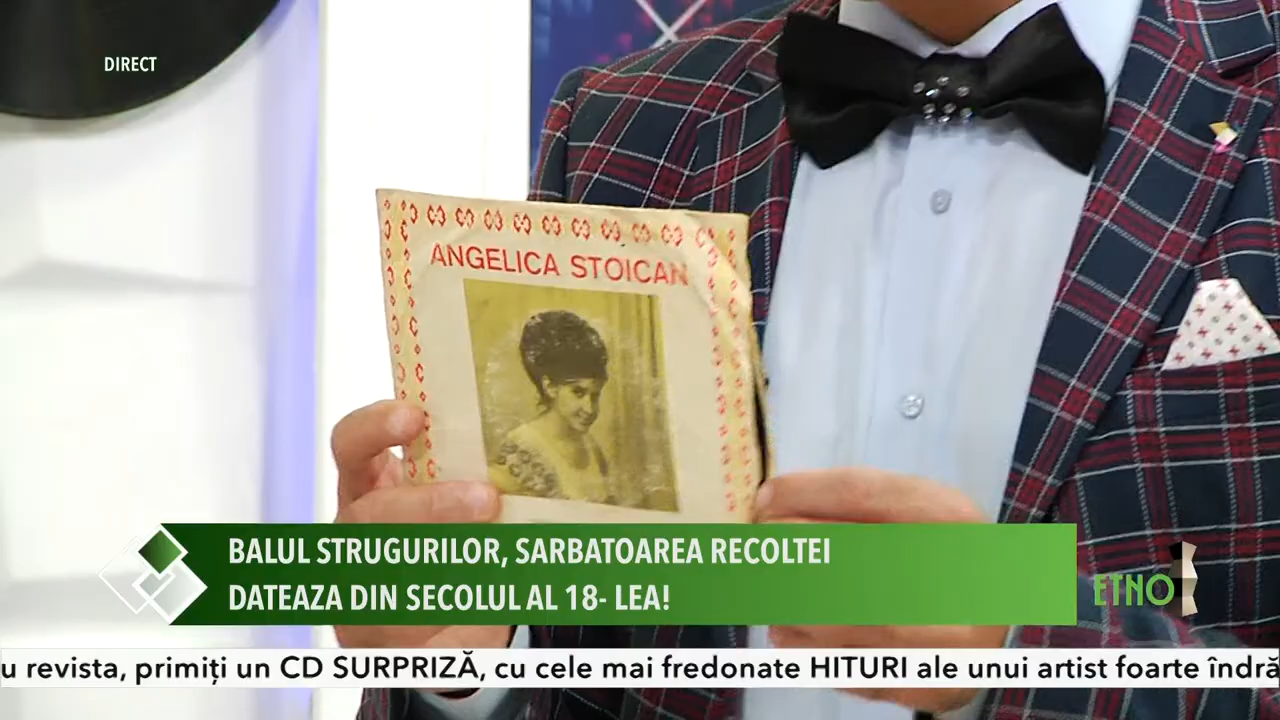 DIRECT
ANGELICA STOICAN
BALUL STRUGURILOR, SARBATOAREA RECOLTEI
DATEAZA DIN SECOLUL AL 18- LEA!
ETNO
u revista, primiți un CD SURPRIZĂ, cu cele mai fredonate HITURI ale unui artist foarte îndră